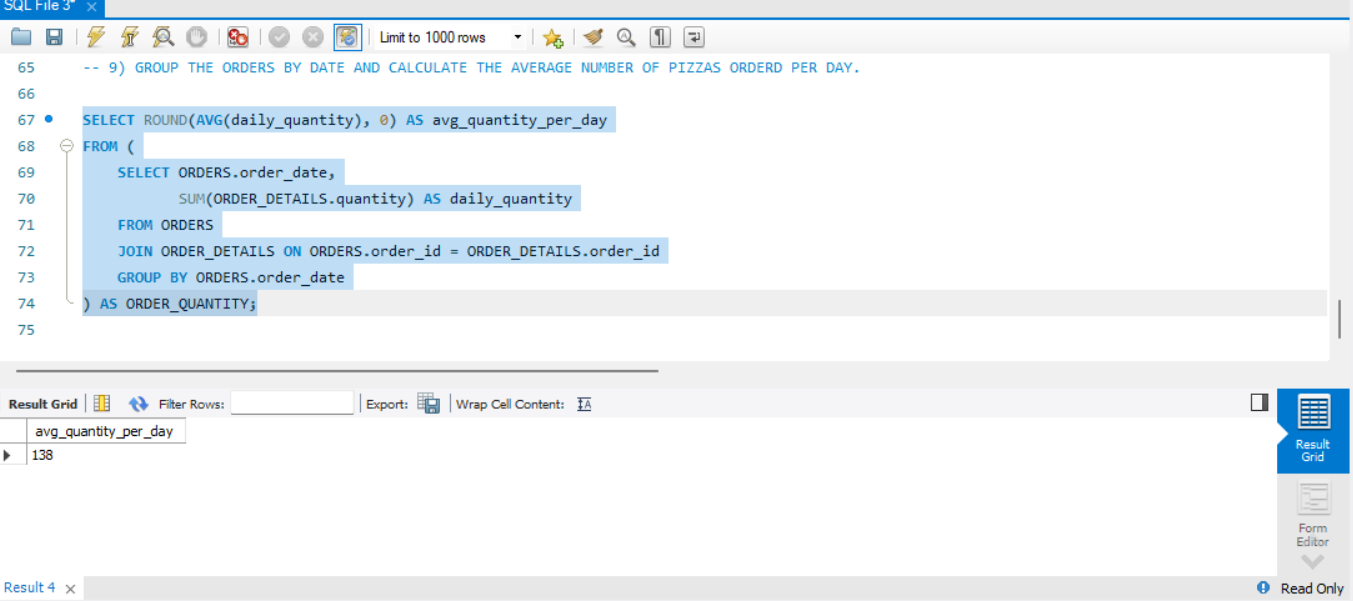 SQL File 3*
Limit to 1000 rows
65 -- 9) GROUP THE ORDERS BY DATE AND CALCULATE THE AVERAGE NUMBER OF PIZZAS ORDERD PER DAY.
66
67 SELECT ROUND(AVG(daily_quantity), 0) AS avg_quantity_per_day
68 FROM (
69 SELECT ORDERS.order_date,
70 SUM(ORDER_DETAILS.quantity) AS daily_quantity
71 FROM ORDERS
72 JOIN ORDER_DETAILS ON ORDERS.order_id = ORDER_DETAILS.order_id
73 GROUP BY ORDERS.order_date
74 ) AS ORDER_QUANTITY;
75
Result Grid Filter Rows: Export: Wrap Cell Content: IA
avg_quantity_per_day
138
Result
Grid
Form
Editor
Result 4 Read Only